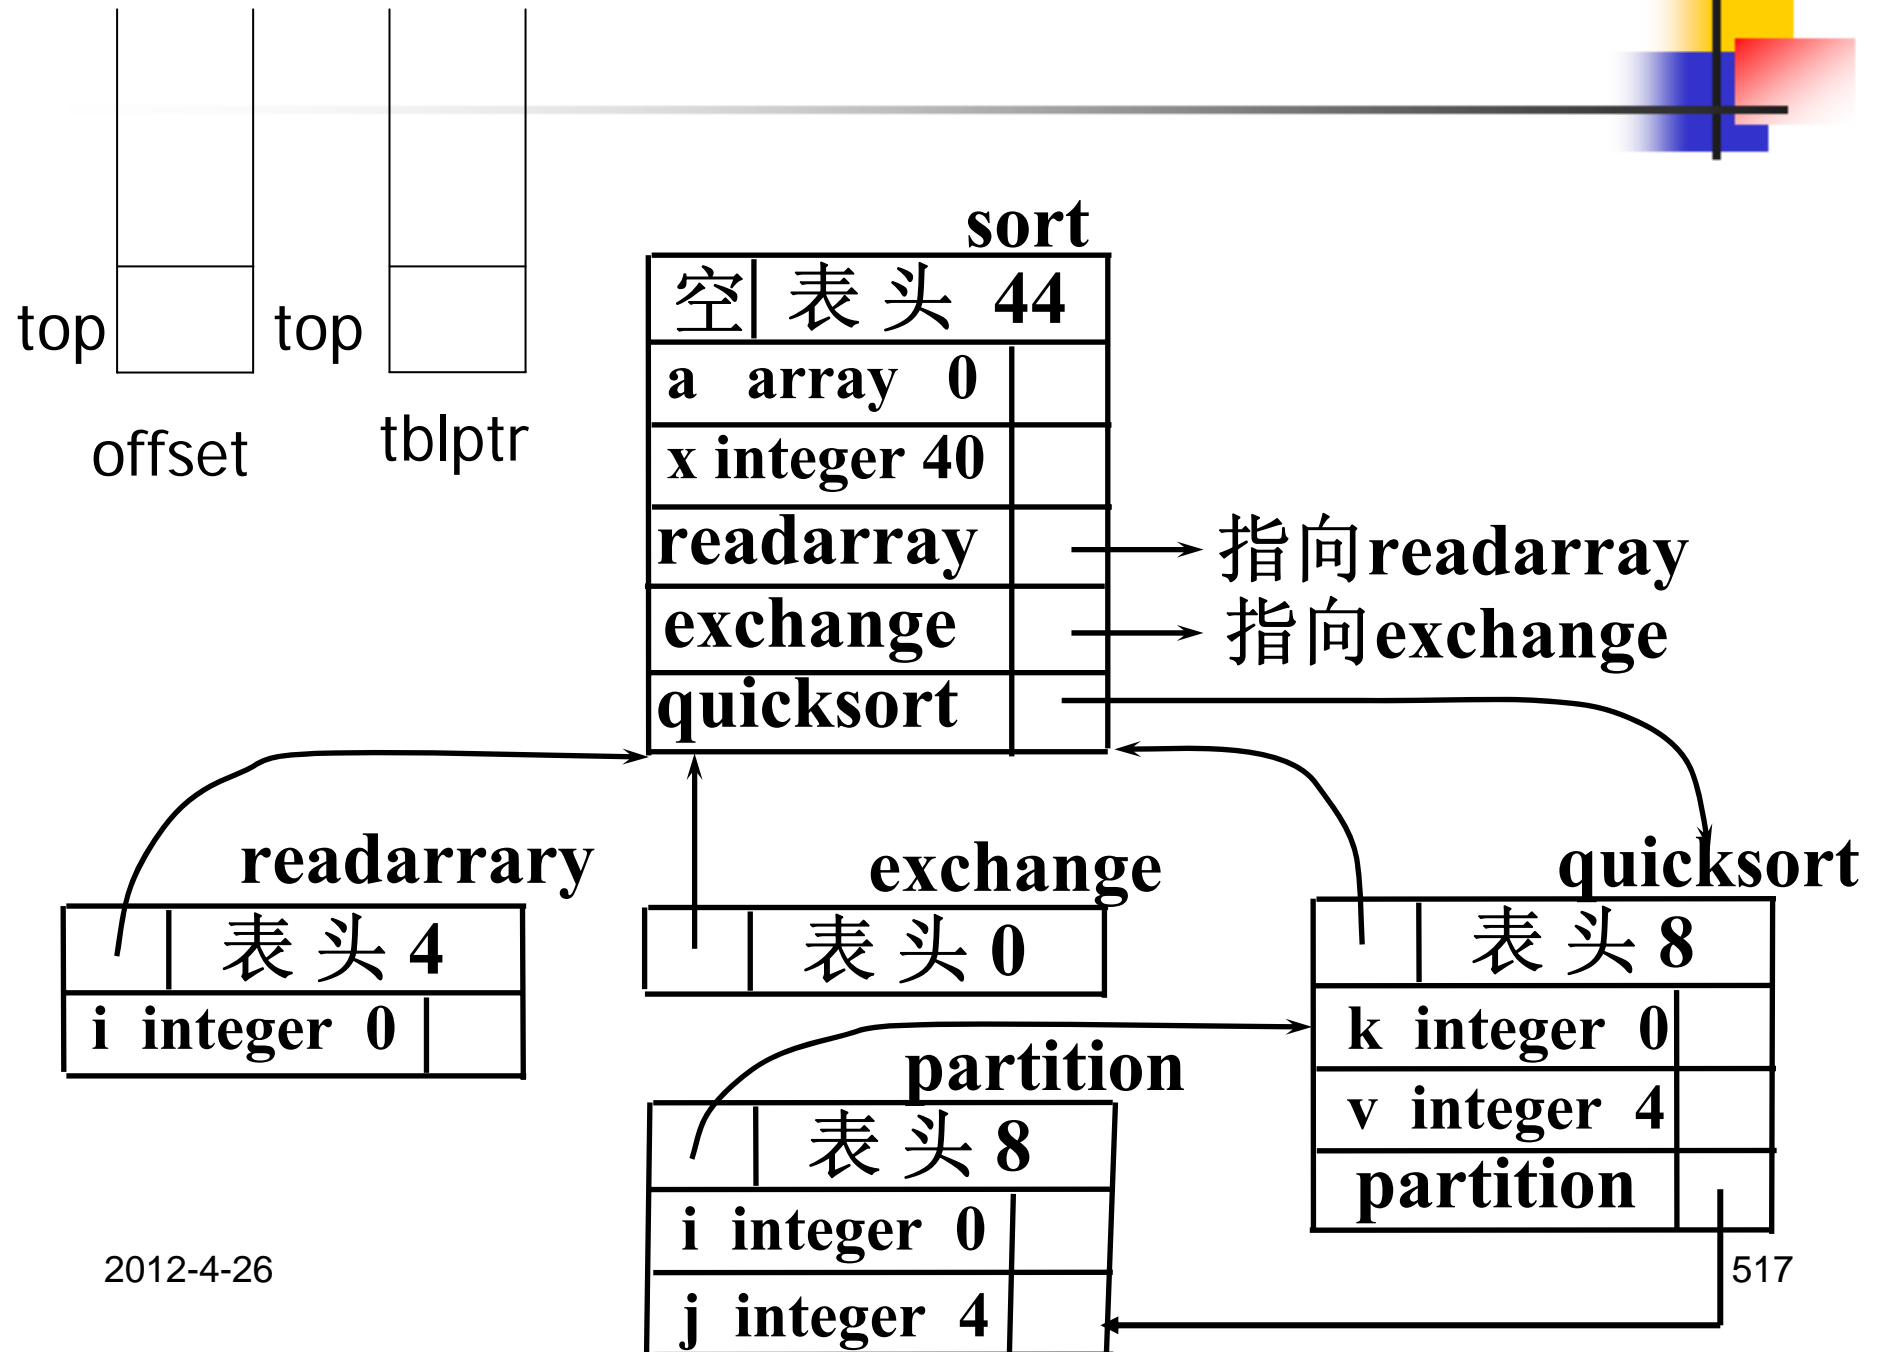 top
top
offset
tblptr
sort
空 表 头 44
a array 0
x integer 40
readarray
指向readarray
exchange
指向exchange
quicksort
readarrary
表 头 4
i integer 0
exchange
表 头 0
quicksort
表 头 8
k integer 0
v integer 4
partition
partition
表 头 8
i integer 0
j integer 4
2012-4-26
517